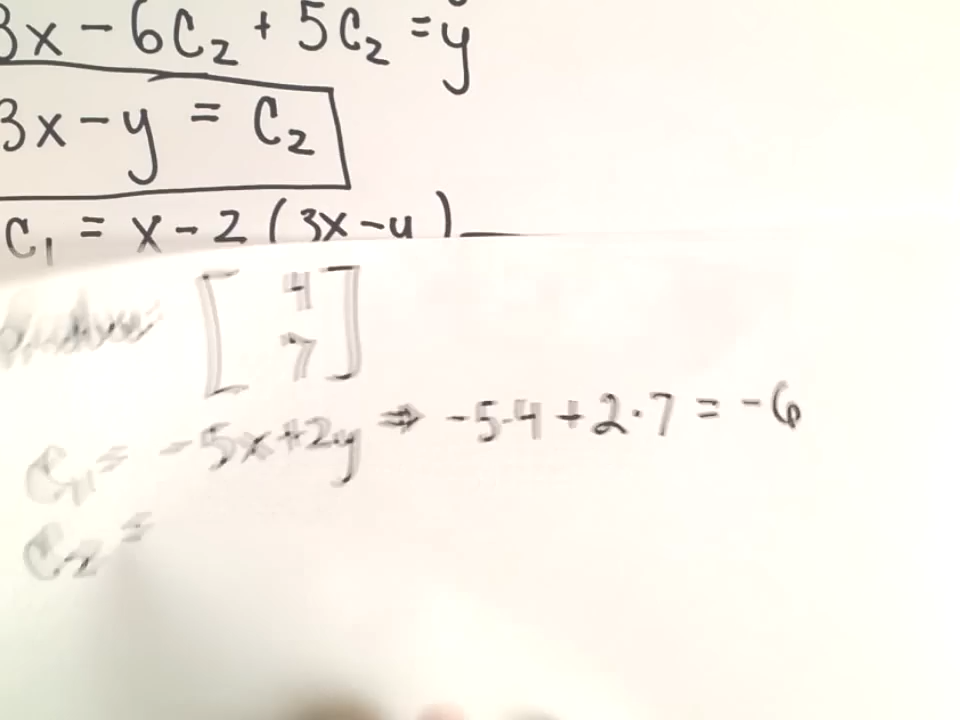 3x - 6C₂ + 5C₂ = y
3x - y = C₂
C₁ = x - 2 (3x - y)
[4
7]
C₁ = -5x + 2y ⇒ -5·4 + 2·7 = -6
C₂ =